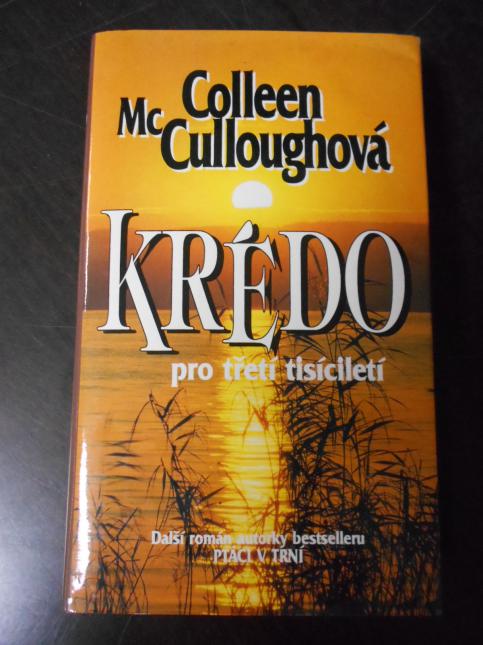 Colleen
McCulloughová
KRÉDO
pro třetí tisíciletí
Další román autorky bestselleru
PTÁCI V TRNÍ